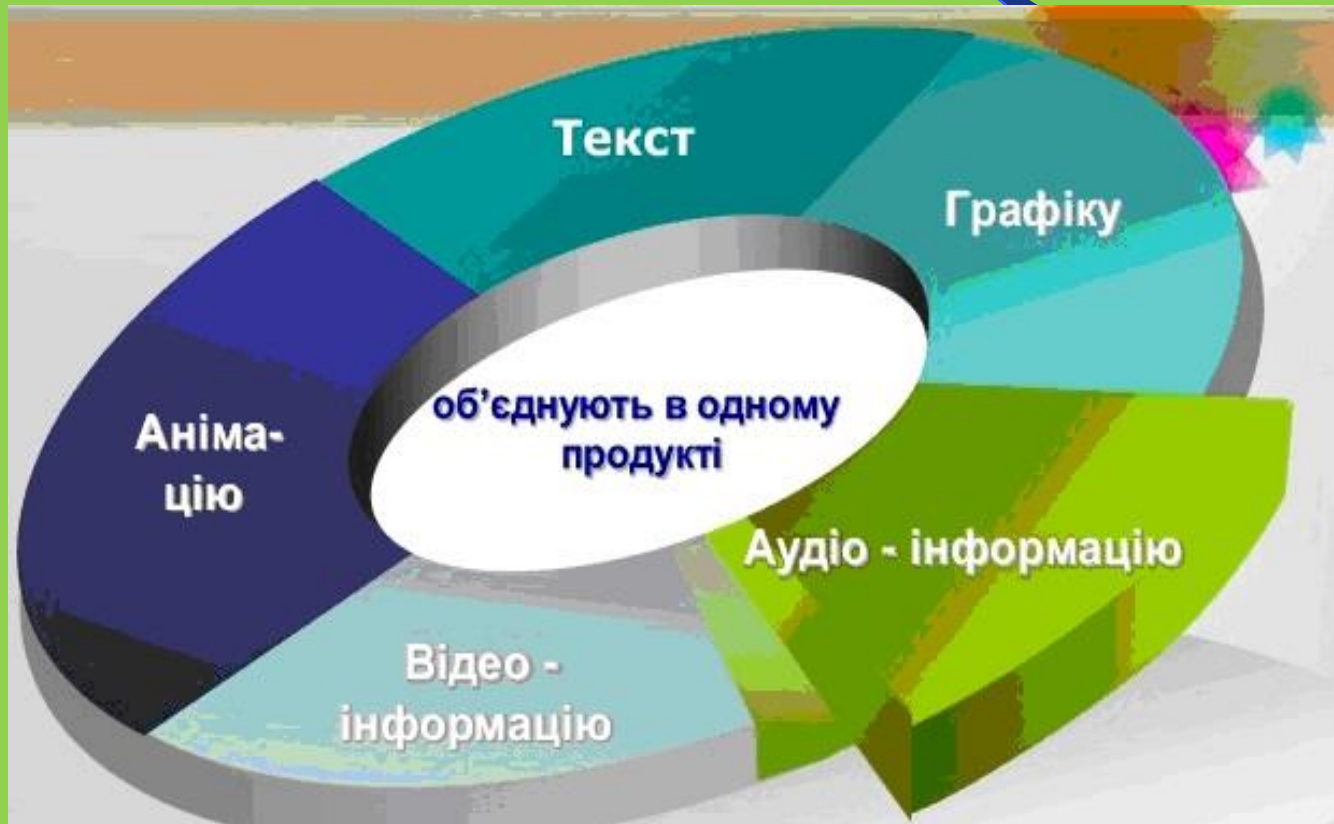 Текст
Графіку
Аніма-
цію
об’єднують в одному
продукті
Аудіо - інформацію
Відео -
інформацію